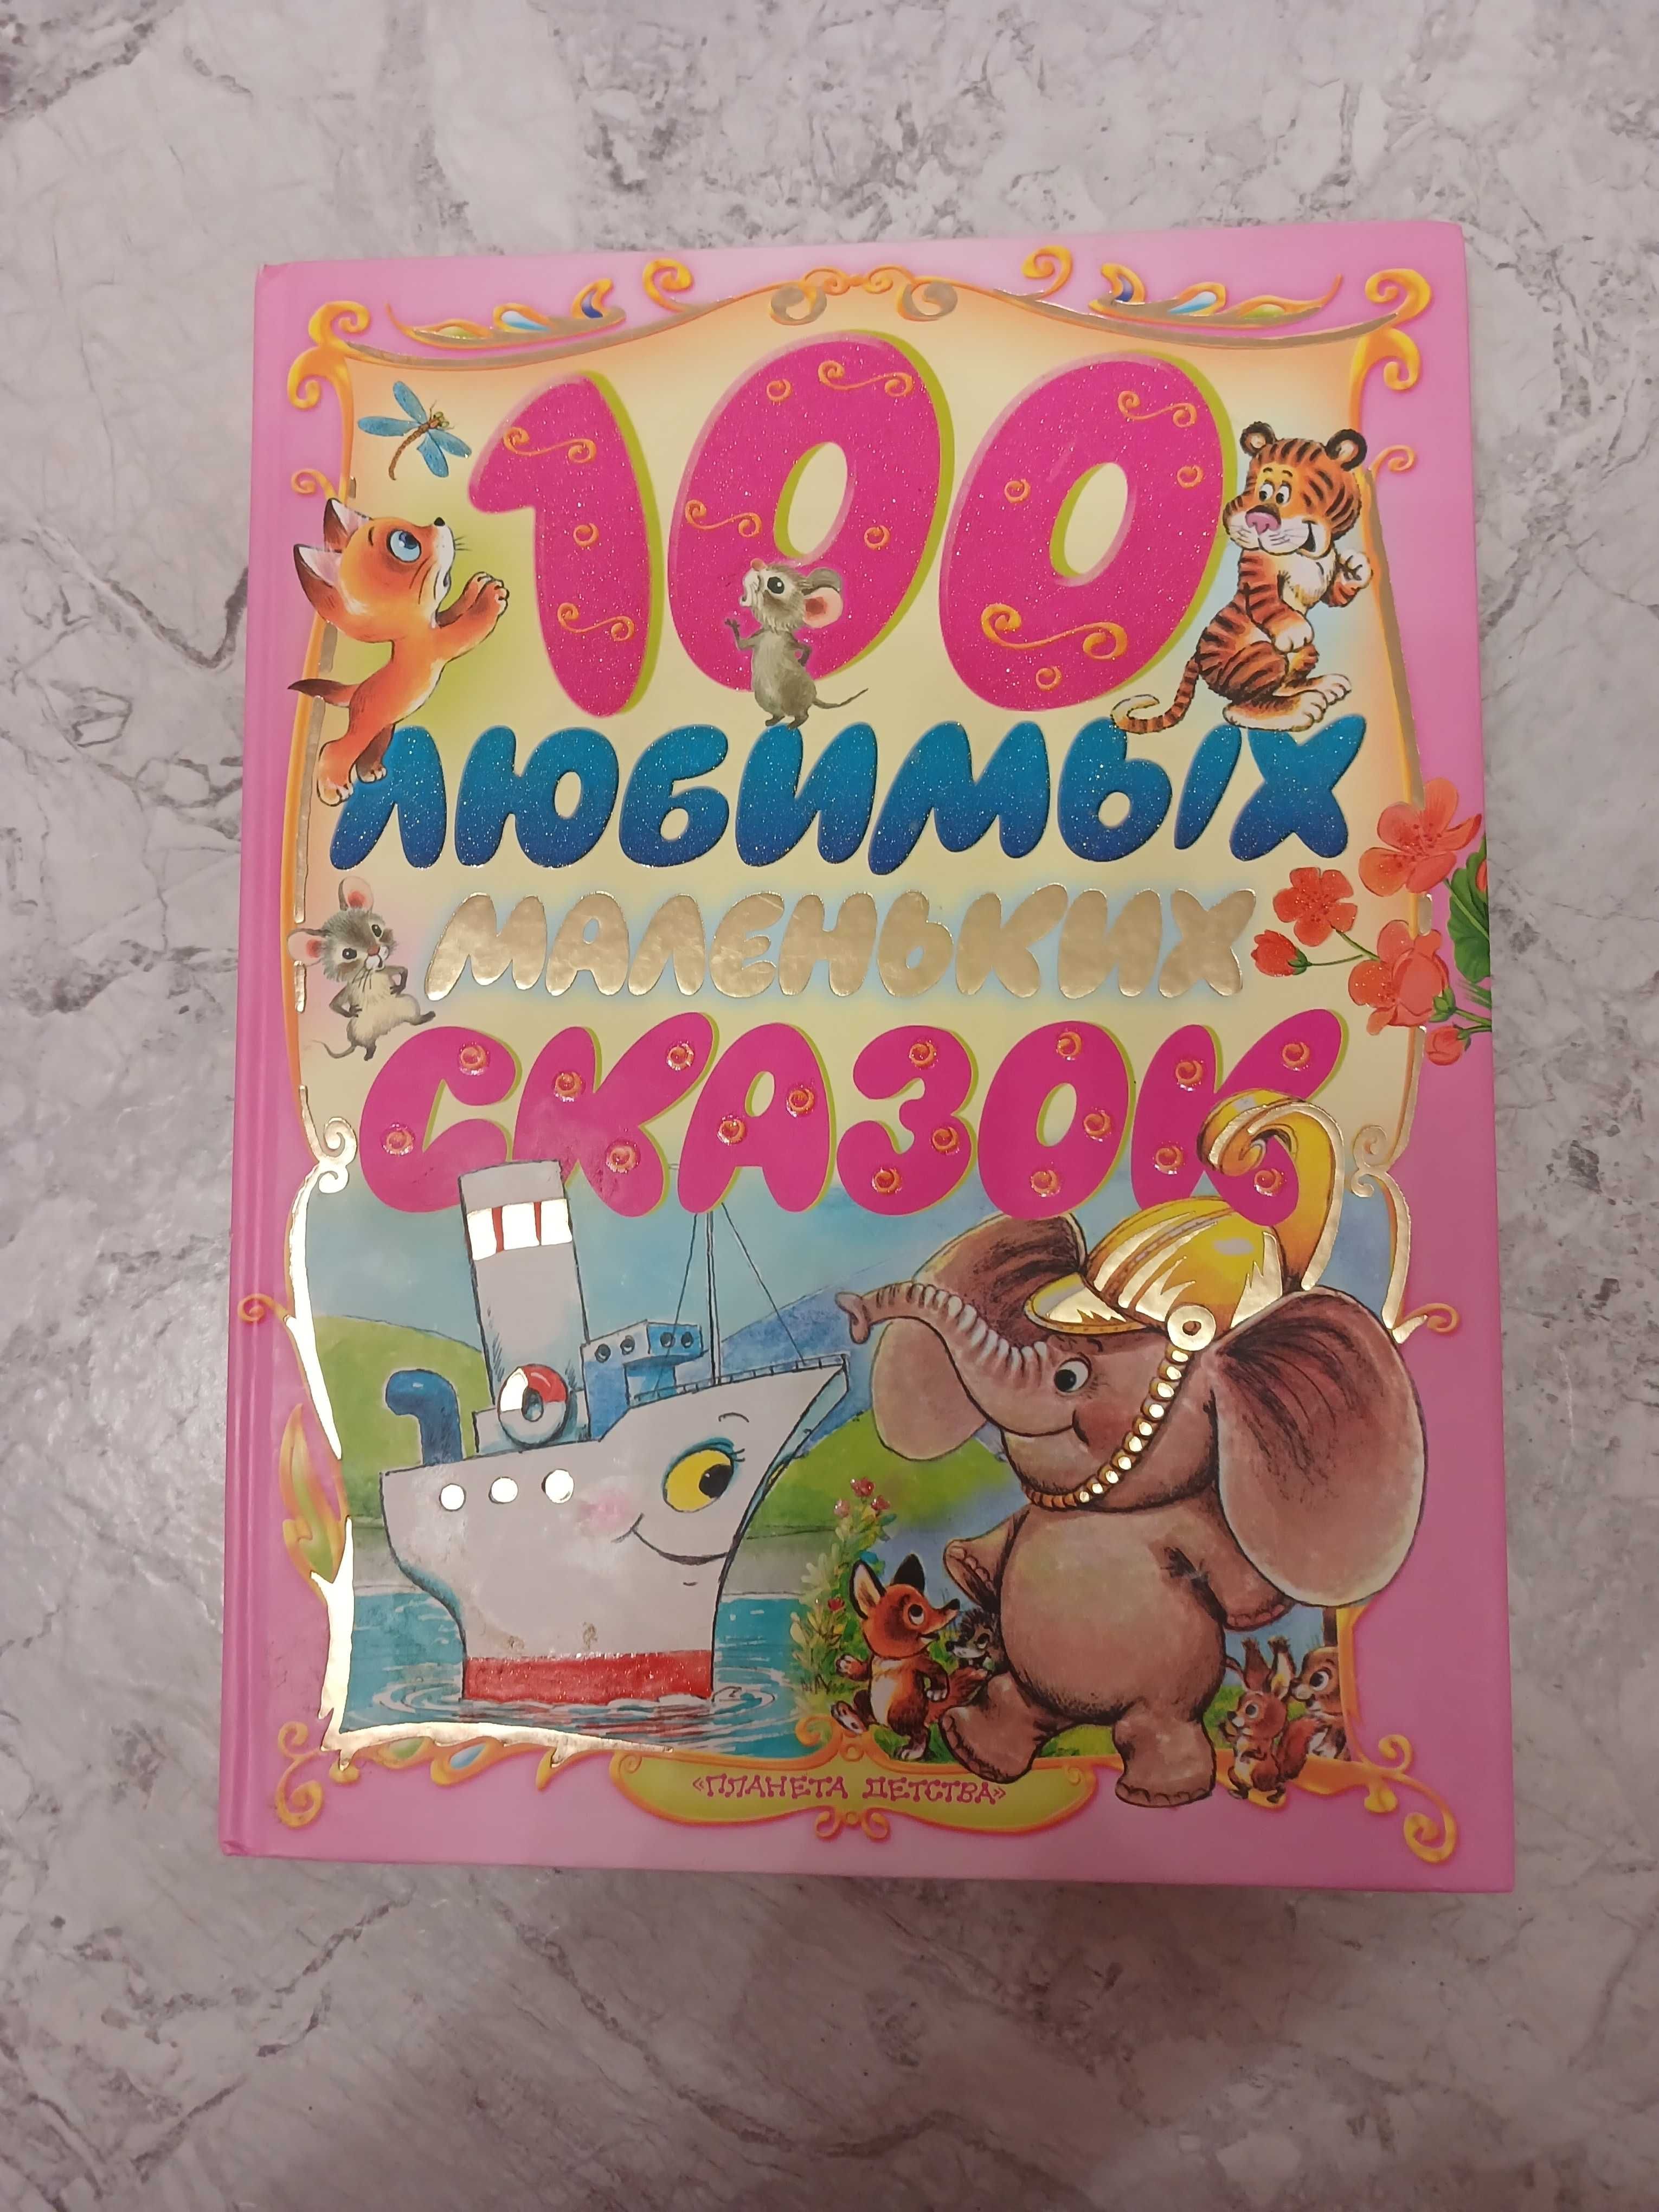 100
ЛЮБИМЫХ
МАЛЕНЬКИХ
СКАЗОК
«ПЛАНЕТА ДЕТСТВА»